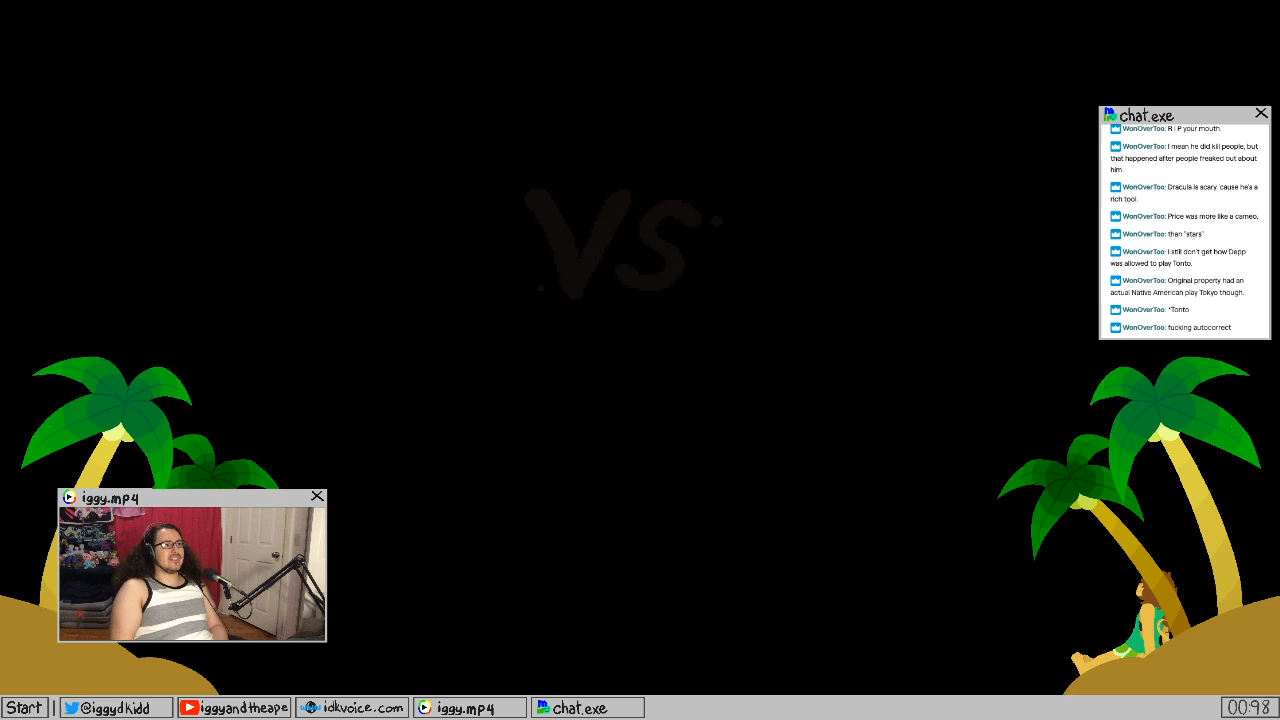 VS
chat.exe
WonOverToo: R I P your mouth.
WonOverToo: I mean he did kill people, but
that happened after people freaked out about
him.
WonOverToo: Dracula is scary 'cause he's a
rich tool.
WonOverToo: Price was more like a cameo.
WonOverToo: than "stars"
WonOverToo: I still don't get how Depp
was allowed to play Tonto.
WonOverToo: Original property had an
actual Native American play Tokyo though.
WonOverToo: *Tonto
WonOverToo: fucking autocorrect
iggy.mp4
Start | @iggydkidd iggyandtheape idkvoice.com iggy.mp4 chat.exe 00:98